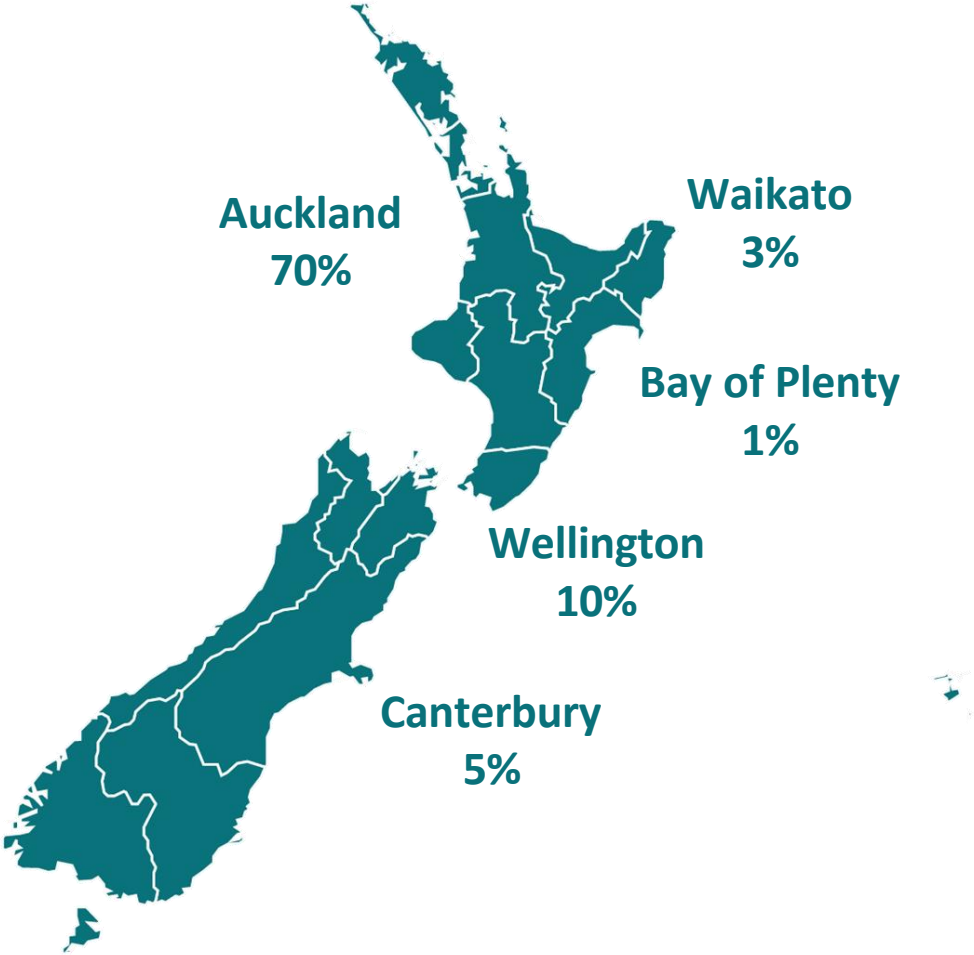 Auckland
70%
Waikato
3%
Bay of Plenty
1%
Wellington
10%
Canterbury
5%